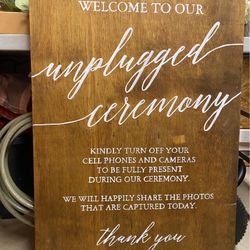 WELCOME TO OUR
unplugged
ceremony
KINDLY TURN OFF YOUR
CELL PHONES AND CAMERAS
TO BE FULLY PRESENT
DURING OUR CEREMONY.
WE WILL HAPPILY SHARE THE PHOTOS
THAT ARE CAPTURED TODAY.
thank you